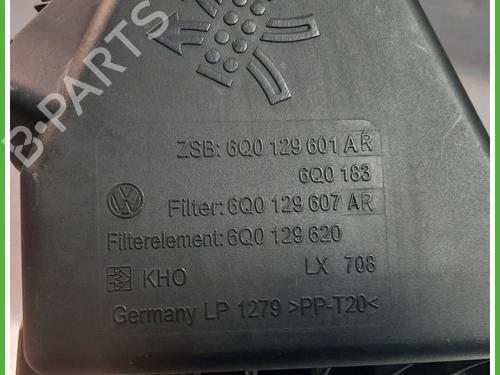 B-PARTS
ZSB: 6Q0 129 601 AR
6Q0 183
Filter: 6Q0 129 607 AR
Filterelement: 6Q0 129 620
KHO LX 708
Germany LP 1279 >PP-T20<